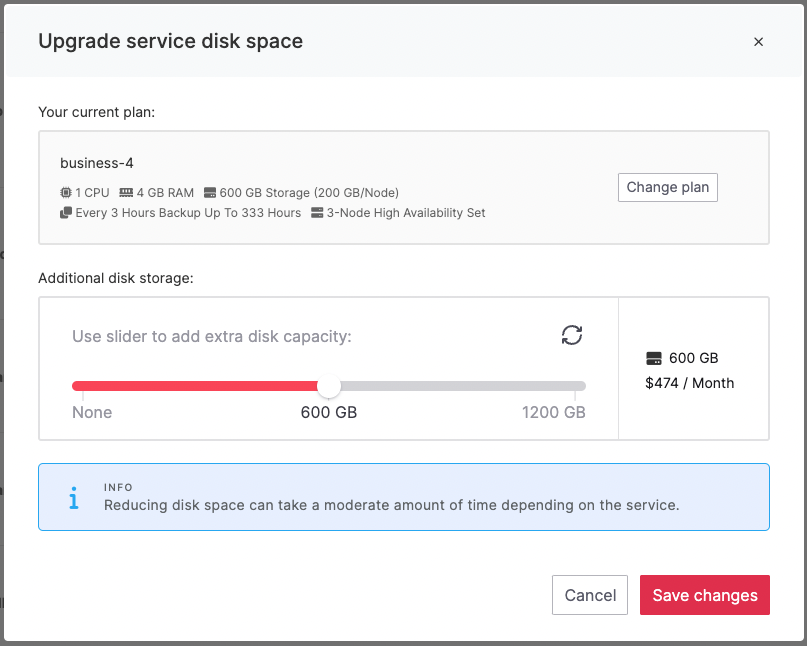 Upgrade service disk space
×
Your current plan:
business-4
1 CPU 4 GB RAM 600 GB Storage (200 GB/Node)
Every 3 Hours Backup Up To 333 Hours 3-Node High Availability Set
Change plan
Additional disk storage:
Use slider to add extra disk capacity:
None 600 GB 1200 GB
600 GB
$474 / Month
INFO
Reducing disk space can take a moderate amount of time depending on the service.
Cancel Save changes